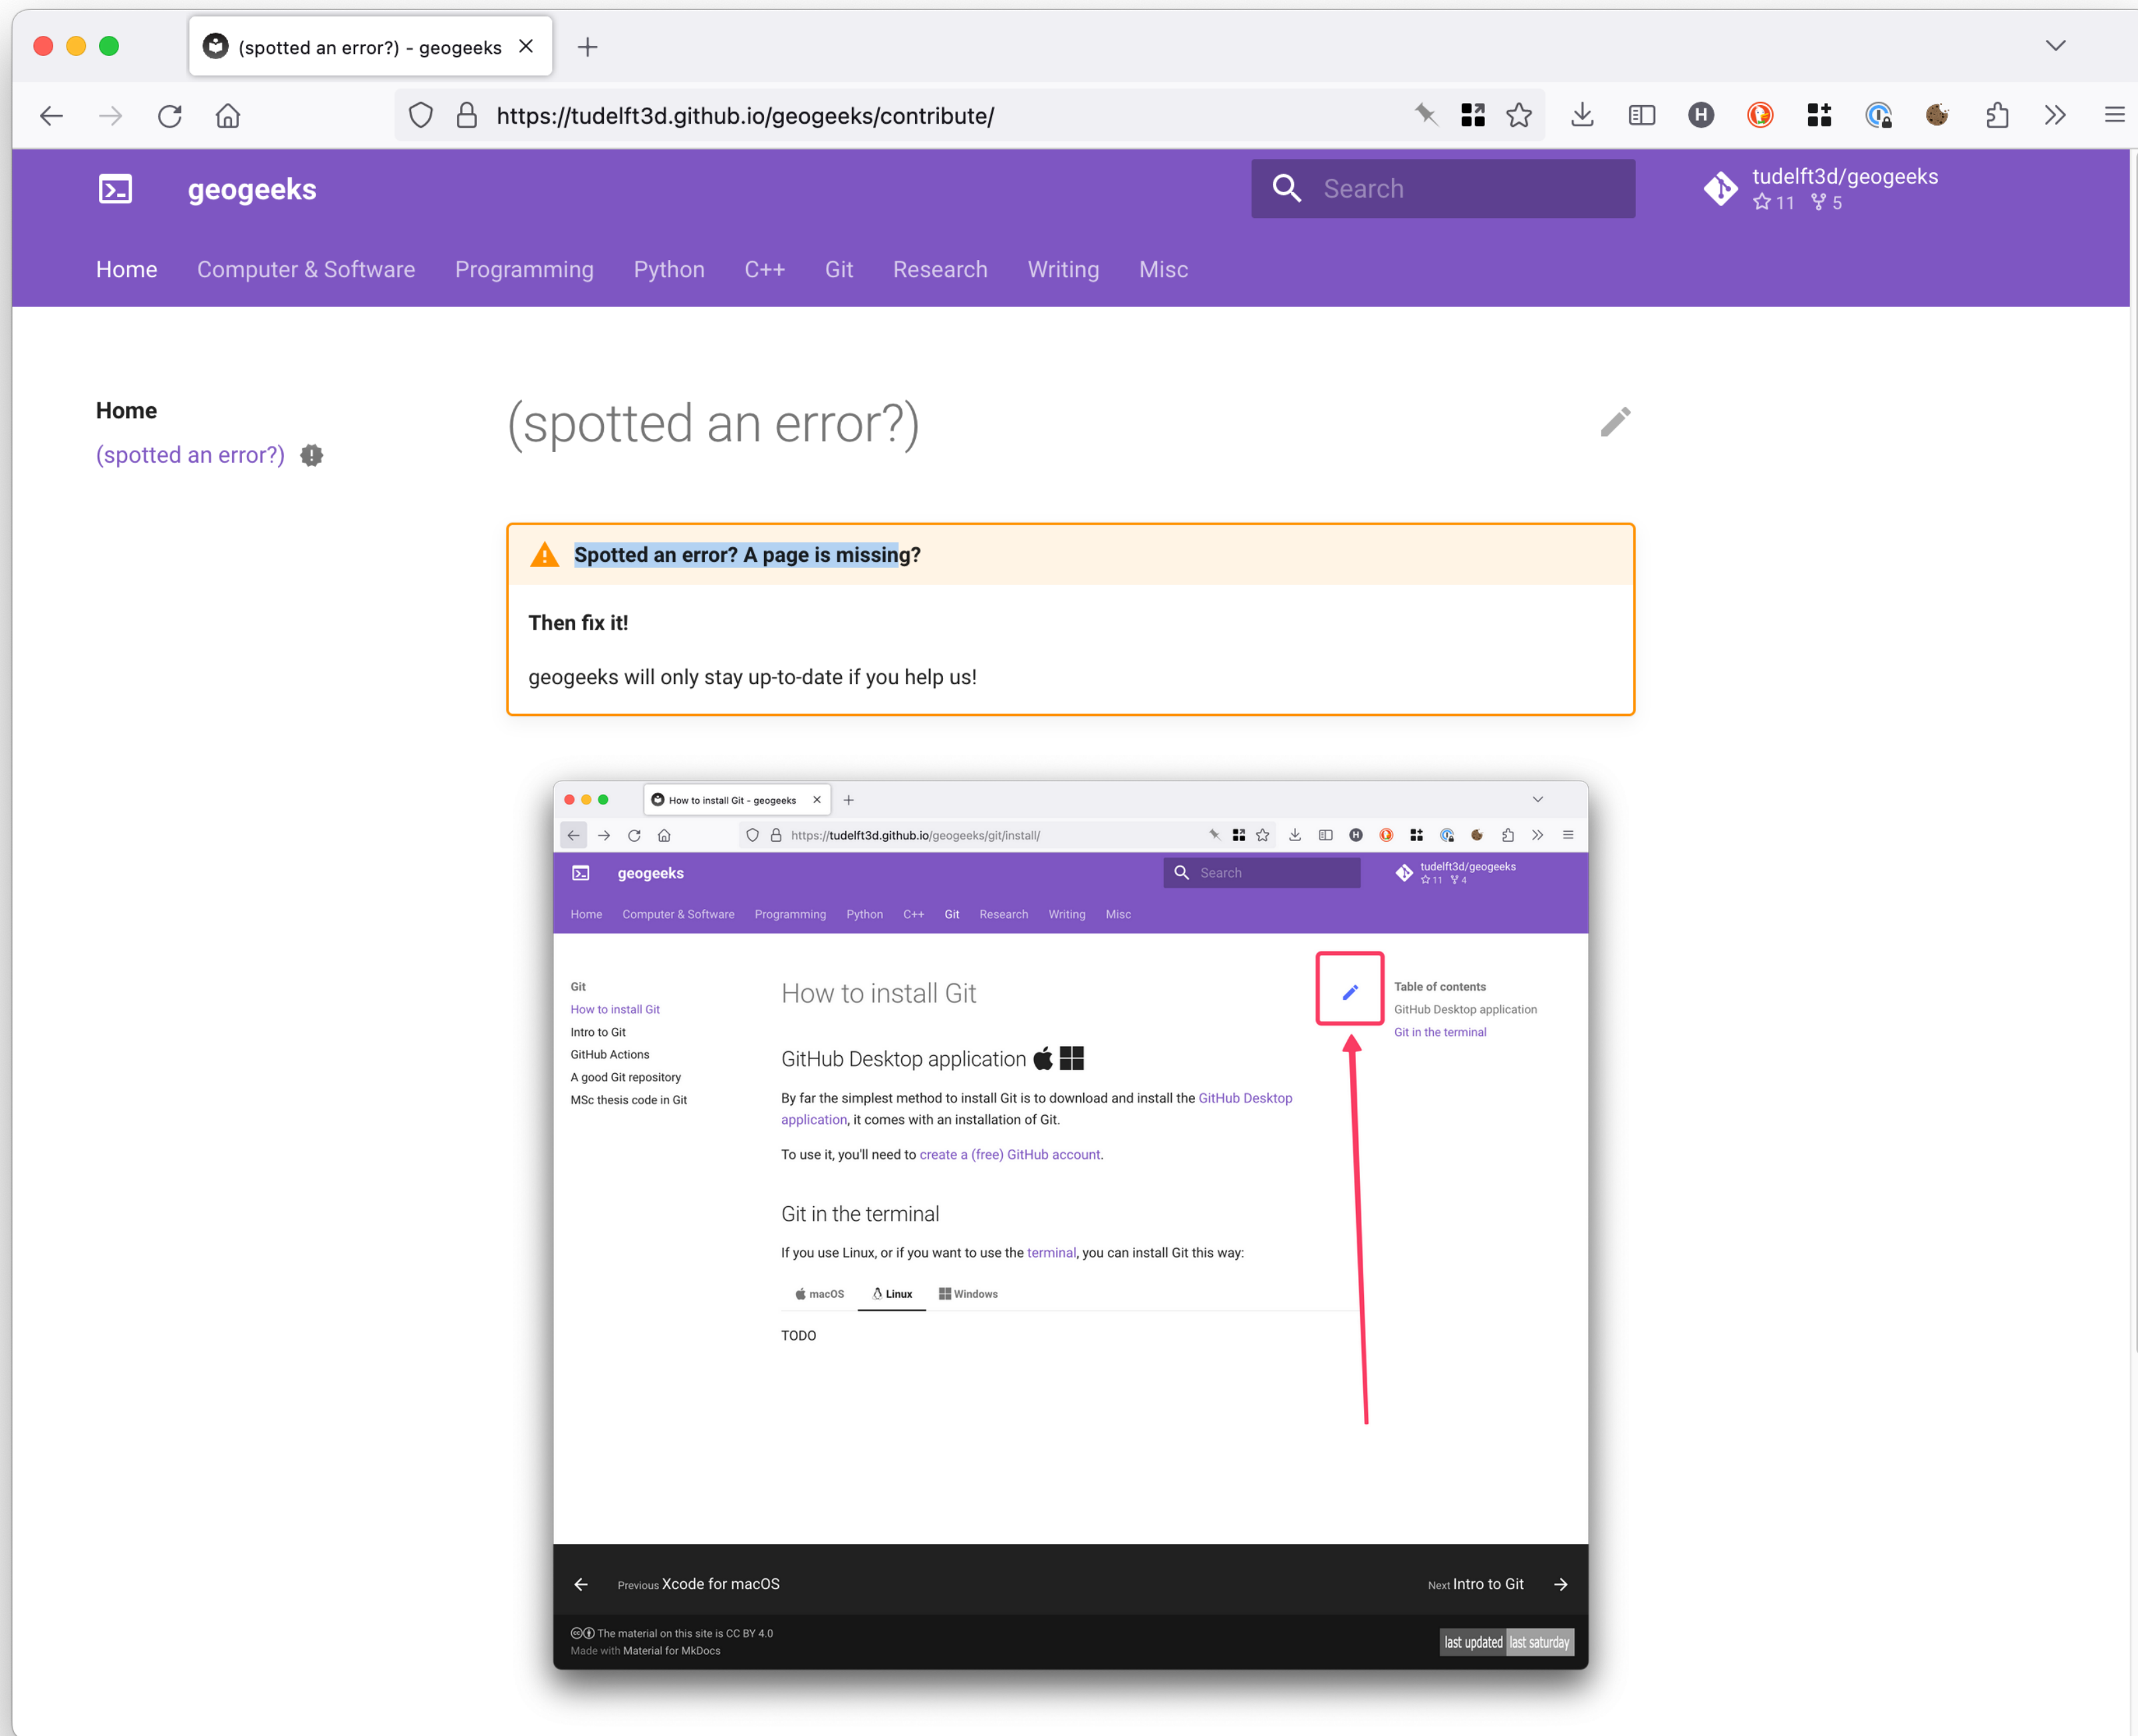 (spotted an error?) - geogeeks
https://tudelft3d.github.io/geogeeks/contribute/
geogeeks
Search
tudelft3d/geogeeks
11 5
Home Computer & Software Programming Python C++ Git Research Writing Misc
Home
(spotted an error?)
(spotted an error?)
Spotted an error? A page is missing?
Then fix it!
geogeeks will only stay up-to-date if you help us!
How to install Git - geogeeks
https://tudelft3d.github.io/geogeeks/git/install/
geogeeks
Search
tudelft3d/geogeeks
11 4
Home Computer & Software Programming Python C++ Git Research Writing Misc
Git
How to install Git
Intro to Git
GitHub Actions
A good Git repository
MSc thesis code in Git
How to install Git
GitHub Desktop application
By far the simplest method to install Git is to download and install the GitHub Desktop
application, it comes with an installation of Git.
To use it, you'll need to create a (free) GitHub account.
Git in the terminal
If you use Linux, or if you want to use the terminal, you can install Git this way:
macOS Linux Windows
TODO
Table of contents
GitHub Desktop application
Git in the terminal
Previous Xcode for macOS
Next Intro to Git
The material on this site is CC BY 4.0
Made with Material for MkDocs
last updated last saturday